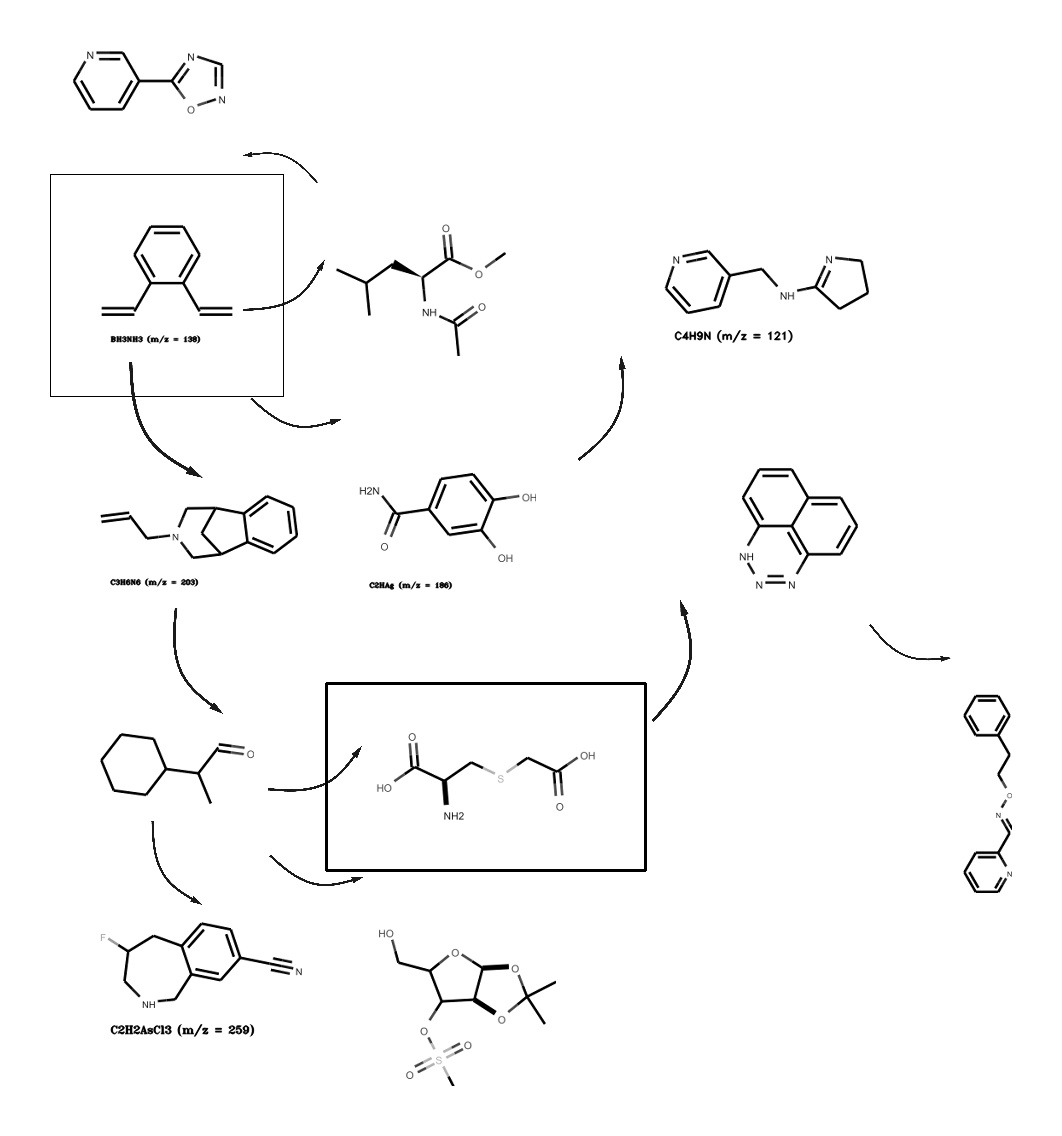 N
N
N
O
BH3NH3 (m/z = 138)
O
O
NH
O
N
N
NH
C4H9N (m/z = 121)
N
C3H6N6 (m/z = 203)
H2N
O
OH
OH
C2HAg (m/z = 186)
NH
N
N
O
O
HO
NH2
S
OH
O
O
N
N
F
NH
N
C2H2AsCl3 (m/z = 259)
HO
O
O
O
O
S
O
O